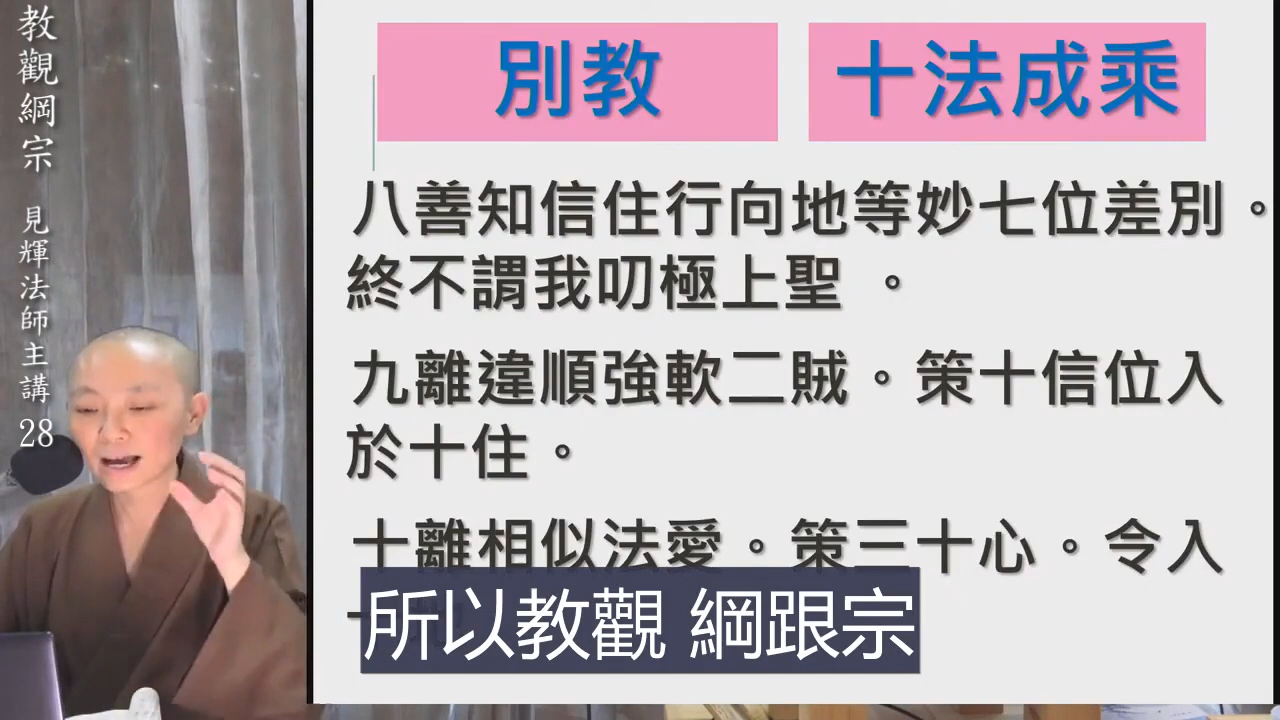 教觀綱宗 見輝法師主講28
別教 十法成乘
八善知信住行向地等妙七位差別。
終不謂我叨極上聖。
九離違順強軟二賊。策十信位入
於十住。
十離相似法愛。策三十心。令入
所以教觀 綱跟宗